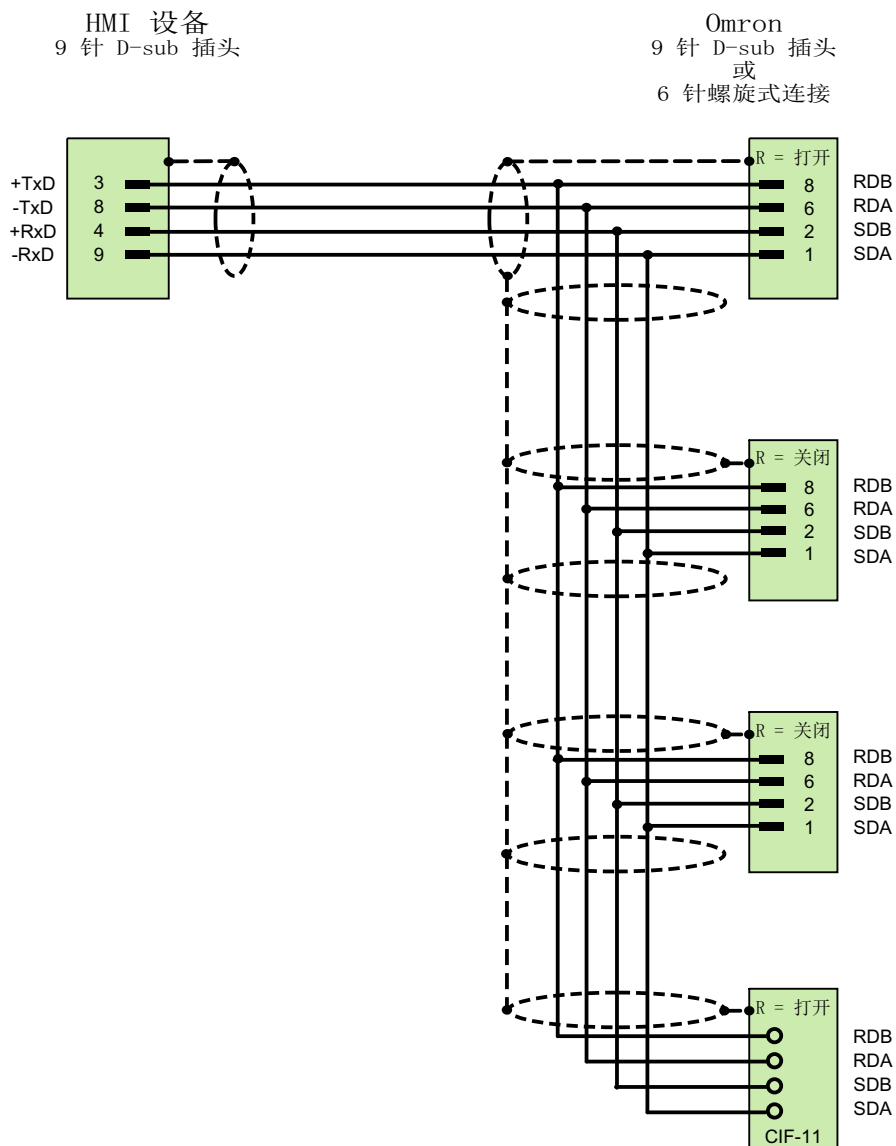 HMI 设备
9 针 D-sub 插头
Omron
9 针 D-sub 插头
或
6 针螺旋式连接
+TxD 3
-TxD 8
+RxD 4
-RxD 9
R = 打开
8 RDB
6 RDA
2 SDB
1 SDA
R = 关闭
8 RDB
6 RDA
2 SDB
1 SDA
R = 关闭
8 RDB
6 RDA
2 SDB
1 SDA
R = 打开
RDB
RDA
SDB
SDA
CIF-11